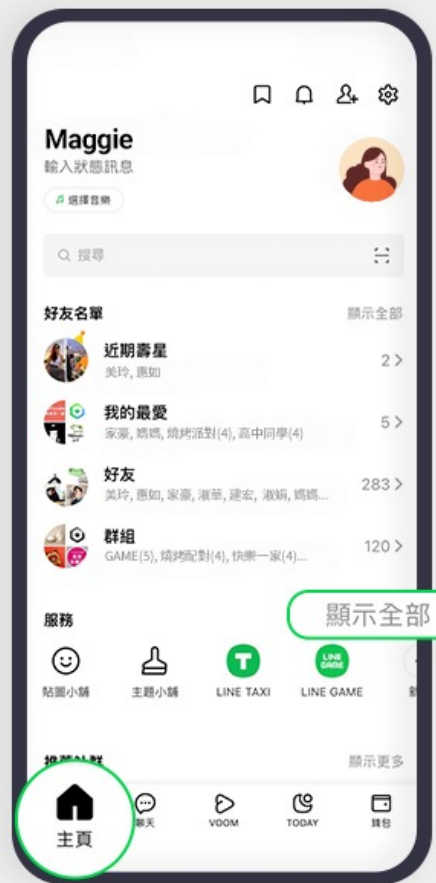 Maggie
輸入狀態訊息
選擇音樂
搜尋
好友名單 顯示全部
近期壽星
美玲, 惠如
2
我的最愛
家豪, 媽媽, 燒烤派對(4), 高中同學(4)
5
好友
美玲, 惠如, 家豪, 淑華, 建宏, 淑娟, 媽媽...
283
群組
GAME(5), 燒烤配對(4), 快樂一家(4)...
120
服務 顯示全部
T LINE GAME
貼圖小舖 主題小舖 LINE TAXI LINE GAME
顯示更多
主頁 聊天 VOOM TODAY 錢包